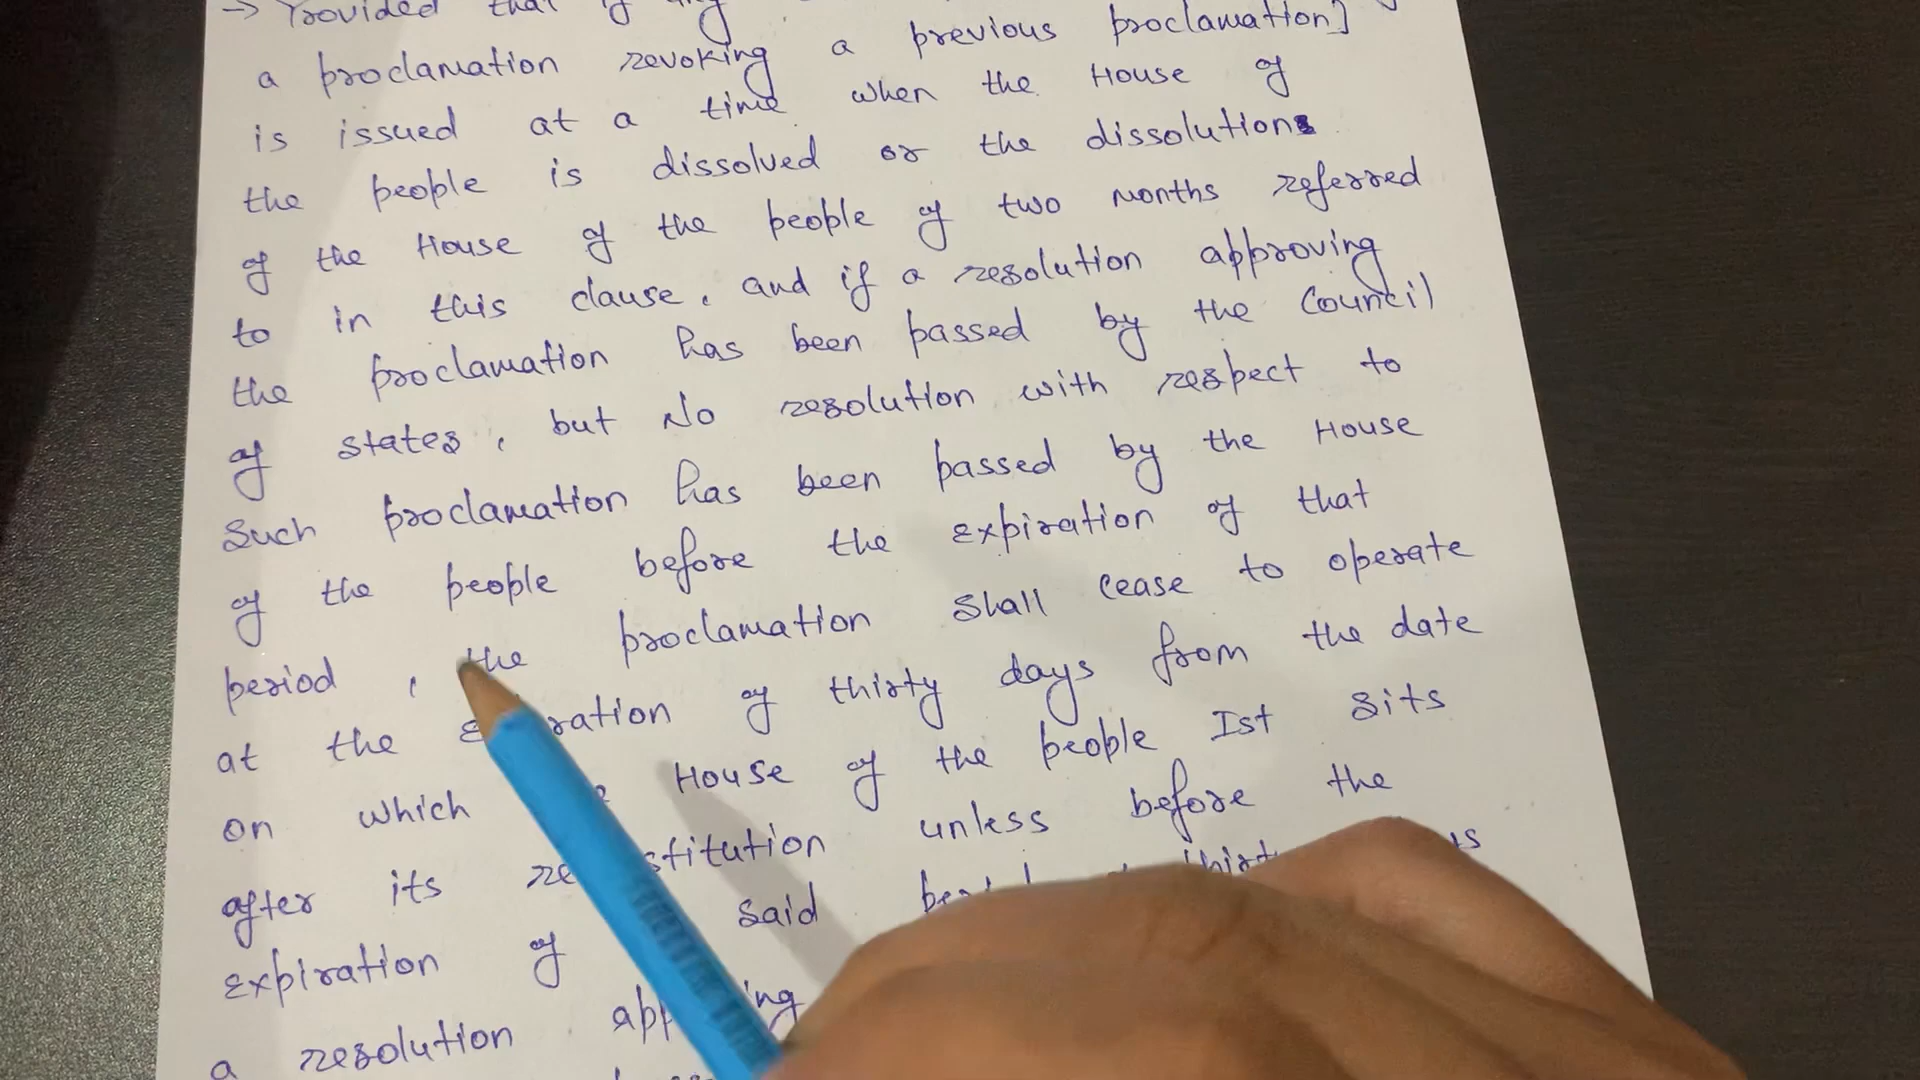 → Provided that if any
a proclamation revoking a previous proclamation]
is issued at a time when the House of
the people is dissolved or the dissolutions
of the House of the people of two months referred
to in this clause, and if a resolution approving
the proclamation has been passed by the Council
of states, but No resolution with respect to
Such proclamation has been passed by the House
of the people before the expiration of that
period, the proclamation shall cease to operate
at the of thirty days from the date
on which House of the people Ist sits
after its unless before the
expiration of said
a resolution